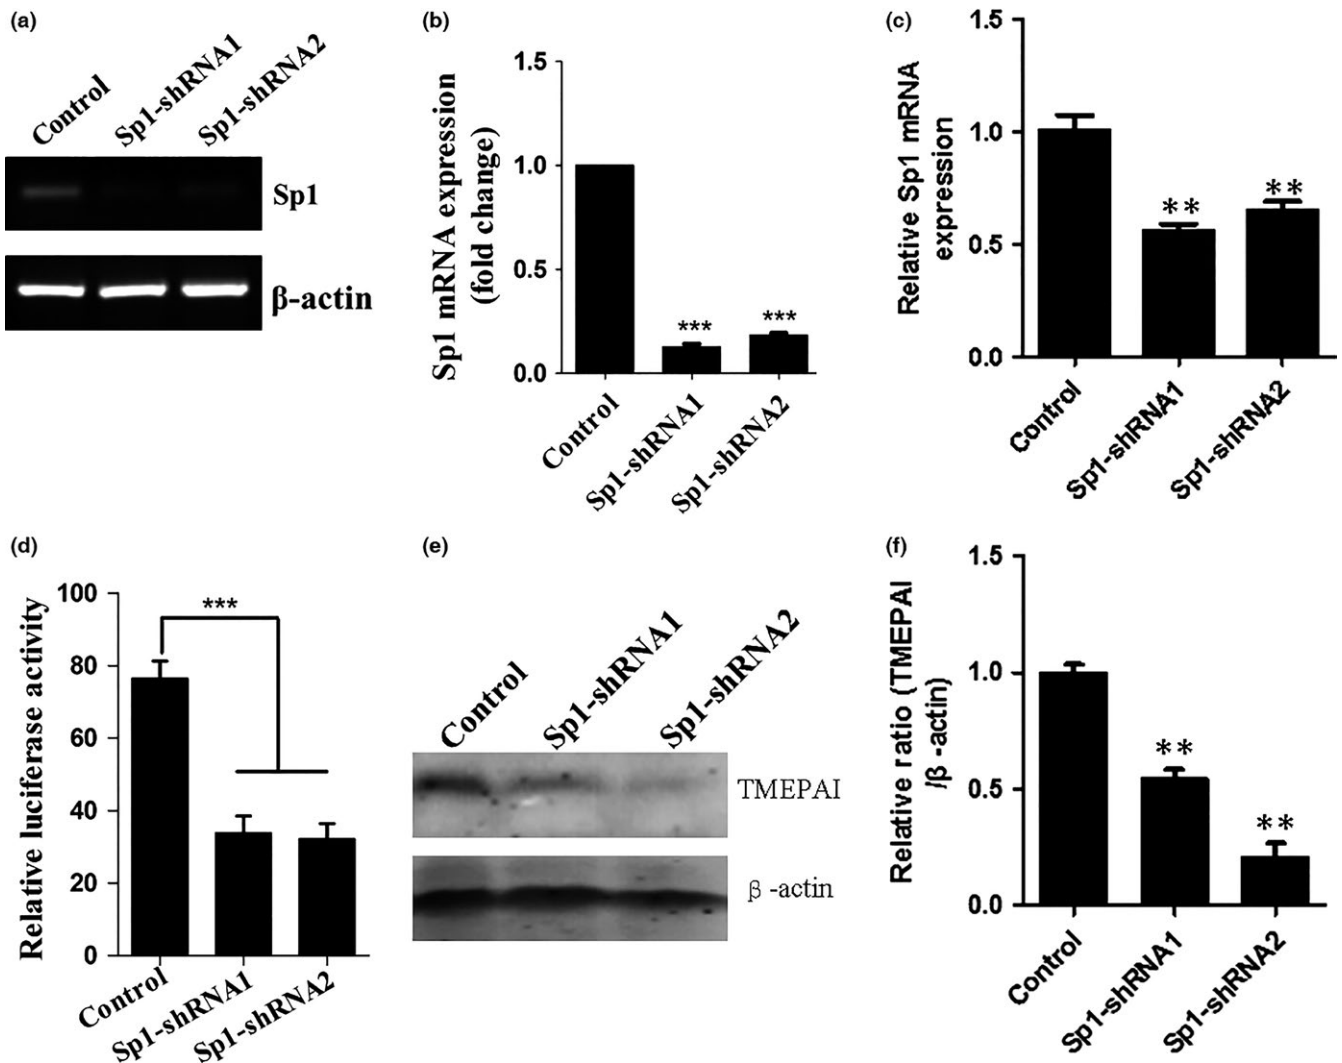 (a)
Control
Sp1-shRNA1
Sp1-shRNA2
Sp1
β-actin
(b)
Sp1 mRNA expression
(fold change)
1.5
1.0
0.5
0.0
***
***
Control
Sp1-shRNA1
Sp1-shRNA2
(c)
Relative Sp1 mRNA
expression
1.5
1.0
0.5
0.0
**
**
Control
Sp1-shRNA1
Sp1-shRNA2
(d)
Relative luciferase activity
100
80
60
40
20
0
***
Control
Sp1-shRNA1
Sp1-shRNA2
(e)
Control
Sp1-shRNA1
Sp1-shRNA2
TMEPAI
β -actin
(f)
Relative ratio (TMEPAI
/β -actin)
1.5
1.0
0.5
0.0
**
**
Control
Sp1-shRNA1
Sp1-shRNA2